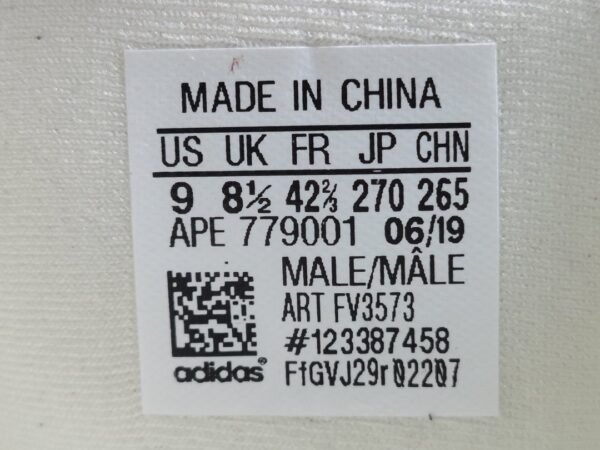 MADE IN CHINA
US UK FR JP CHN
9 8½ 42⅔ 270 265
APE 779001 06/19
MALE/MÂLE
ART FV3573
#123387458
adidas® FfGVJ29r02207